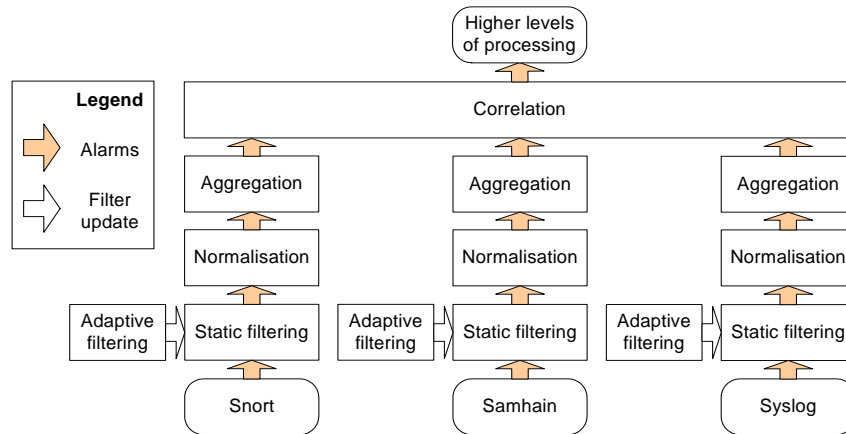 Higher levels
of processing
Legend
Alarms
Filter
update
Correlation
Aggregation
Aggregation
Aggregation
Normalisation
Normalisation
Normalisation
Adaptive
filtering
Static filtering
Adaptive
filtering
Static filtering
Adaptive
filtering
Static filtering
Snort
Samhain
Syslog